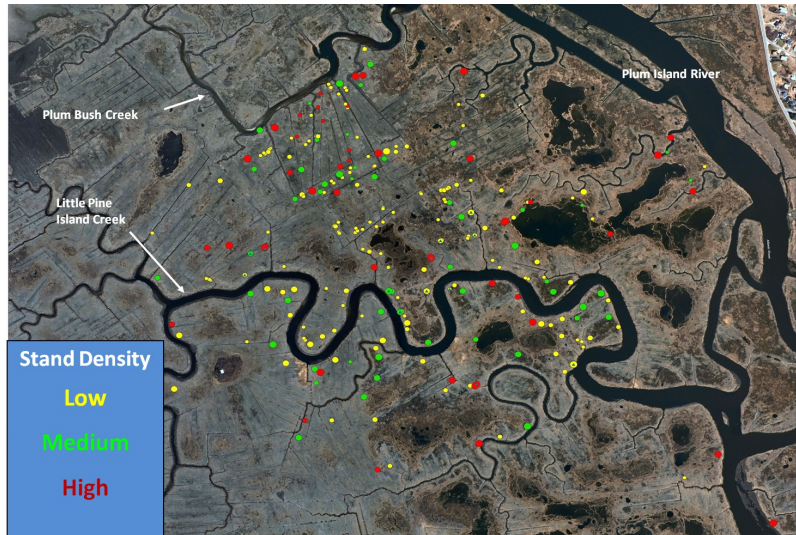 Plum Island River
Plum Bush Creek
Little Pine
Island Creek
Stand Density
Low
Medium
High